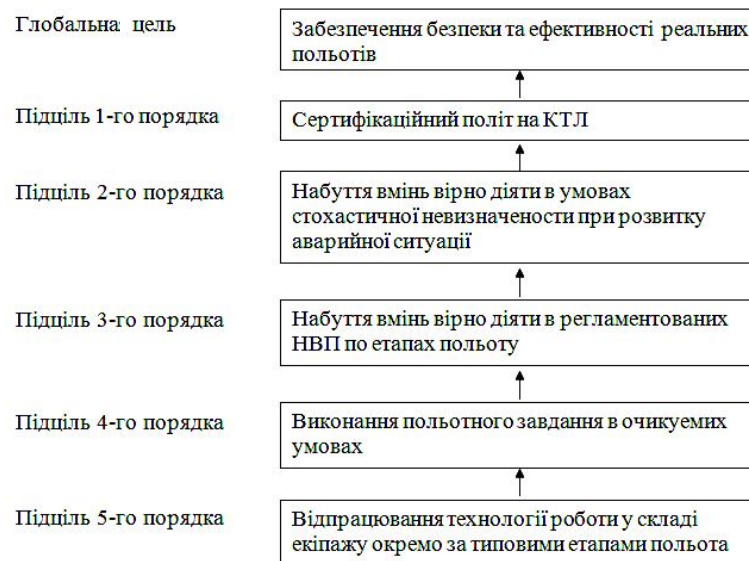 Глобальна цель
Забезпечення безпеки та ефективності реальних
польотів
Підціль 1-го порядка
Сертифікаційний політ на КТЛ
Підціль 2-го порядка
Набуття вмінь вірно діяти в умовах
стохастичної невизначености при розвитку
аварийної ситуації
Підціль 3-го порядка
Набуття вмінь вірно діяти в регламентованих
НВП по етапах польоту
Підціль 4-го порядка
Виконання польотного завдання в очикуемих
умовах
Підціль 5-го порядка
Відпрацювання технології роботи у складі
екіпажу окремо за типовими етапами польота